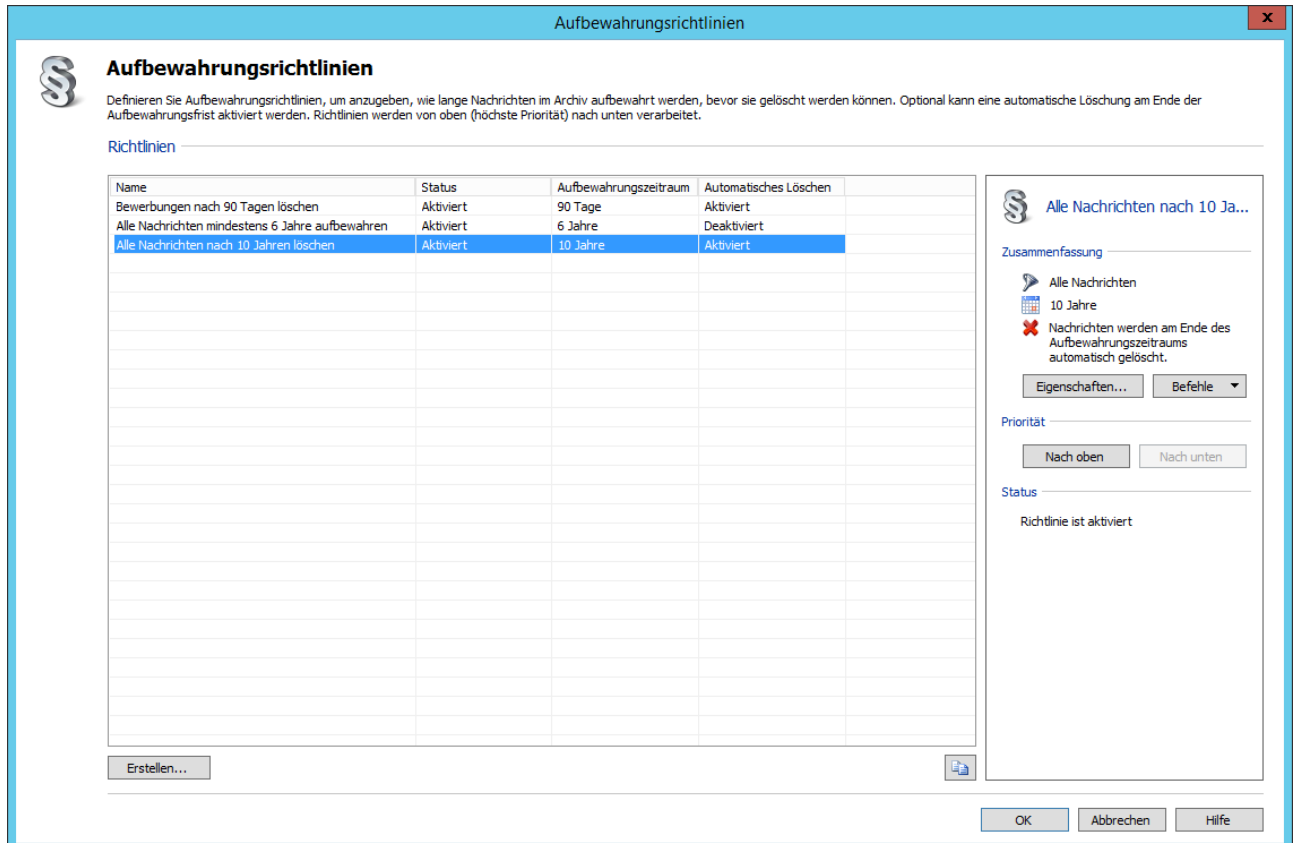 Aufbewahrungsrichtlinien
x
Aufbewahrungsrichtlinien
Definieren Sie Aufbewahrungsrichtlinien, um anzugeben, wie lange Nachrichten im Archiv aufbewahrt werden, bevor sie gelöscht werden können. Optional kann eine automatische Löschung am Ende der
Aufbewahrungsfrist aktiviert werden. Richtlinien werden von oben (höchste Priorität) nach unten verarbeitet.
Richtlinien
Name Status Aufbewahrungszeitraum Automatisches Löschen
Bewerbungen nach 90 Tagen löschen Aktiviert 90 Tage Aktiviert
Alle Nachrichten mindestens 6 Jahre aufbewahren Aktiviert 6 Jahre Deaktiviert
Alle Nachrichten nach 10 Jahren löschen Aktiviert 10 Jahre Aktiviert
Erstellen...
§ Alle Nachrichten nach 10 Ja...
Zusammenfassung
Alle Nachrichten
10 Jahre
Nachrichten werden am Ende des
Aufbewahrungszeitraums
automatisch gelöscht.
Eigenschaften... Befehle
Priorität
Nach oben Nach unten
Status
Richtlinie ist aktiviert
OK Abbrechen Hilfe